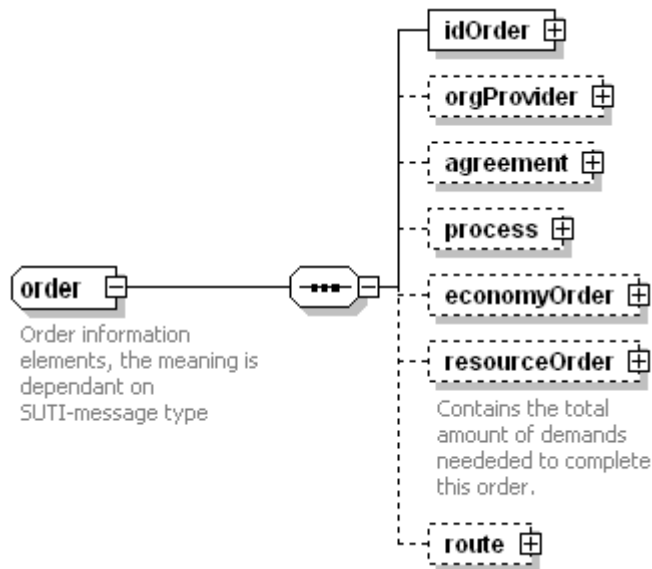 idOrder
orgProvider
agreement
process
order
economyOrder
Order information
elements, the meaning is
dependant on
SUTI-message type
resourceOrder
Contains the total
amount of demands
neededed to complete
this order.
route